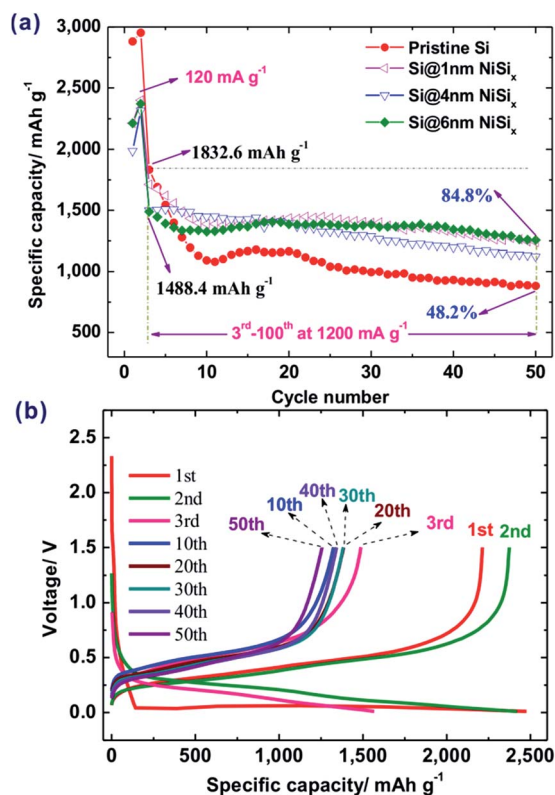 (a)
3,000
2,500
2,000
1,500
1,000
500
Specific capacity/ mAh g⁻¹
120 mA g⁻¹
Pristine Si
Si@1nm NiSiₓ
Si@4nm NiSiₓ
Si@6nm NiSiₓ
1832.6 mAh g⁻¹
84.8%
1488.4 mAh g⁻¹
48.2%
3ʳᵈ-100ᵗʰ at 1200 mA g⁻¹
0 10 20 30 40 50
Cycle number
(b)
2.5
2.0
1.5
1.0
0.5
0.0
Voltage/ V
1st
2nd
3rd
10th
20th
30th
40th
50th
40th
30th
10th
20th
50th
3rd
1st
2nd
0 500 1,000 1,500 2,000 2,500
Specific capacity/ mAh g⁻¹